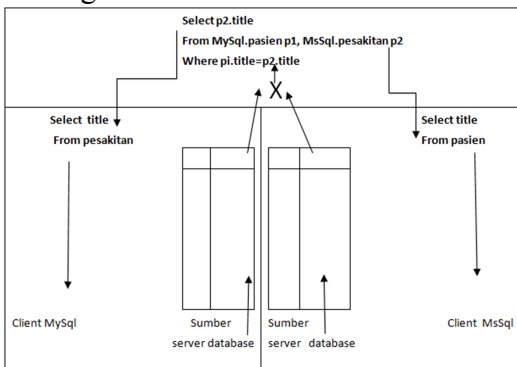 Select p2.title
From MySql.pasien p1, MsSql.pesakitan p2
Where pi.title=p2.title
X
Select title
From pesakitan
Select title
From pasien
Client MySql
Sumber
server database
Sumber
server database
Client MsSql